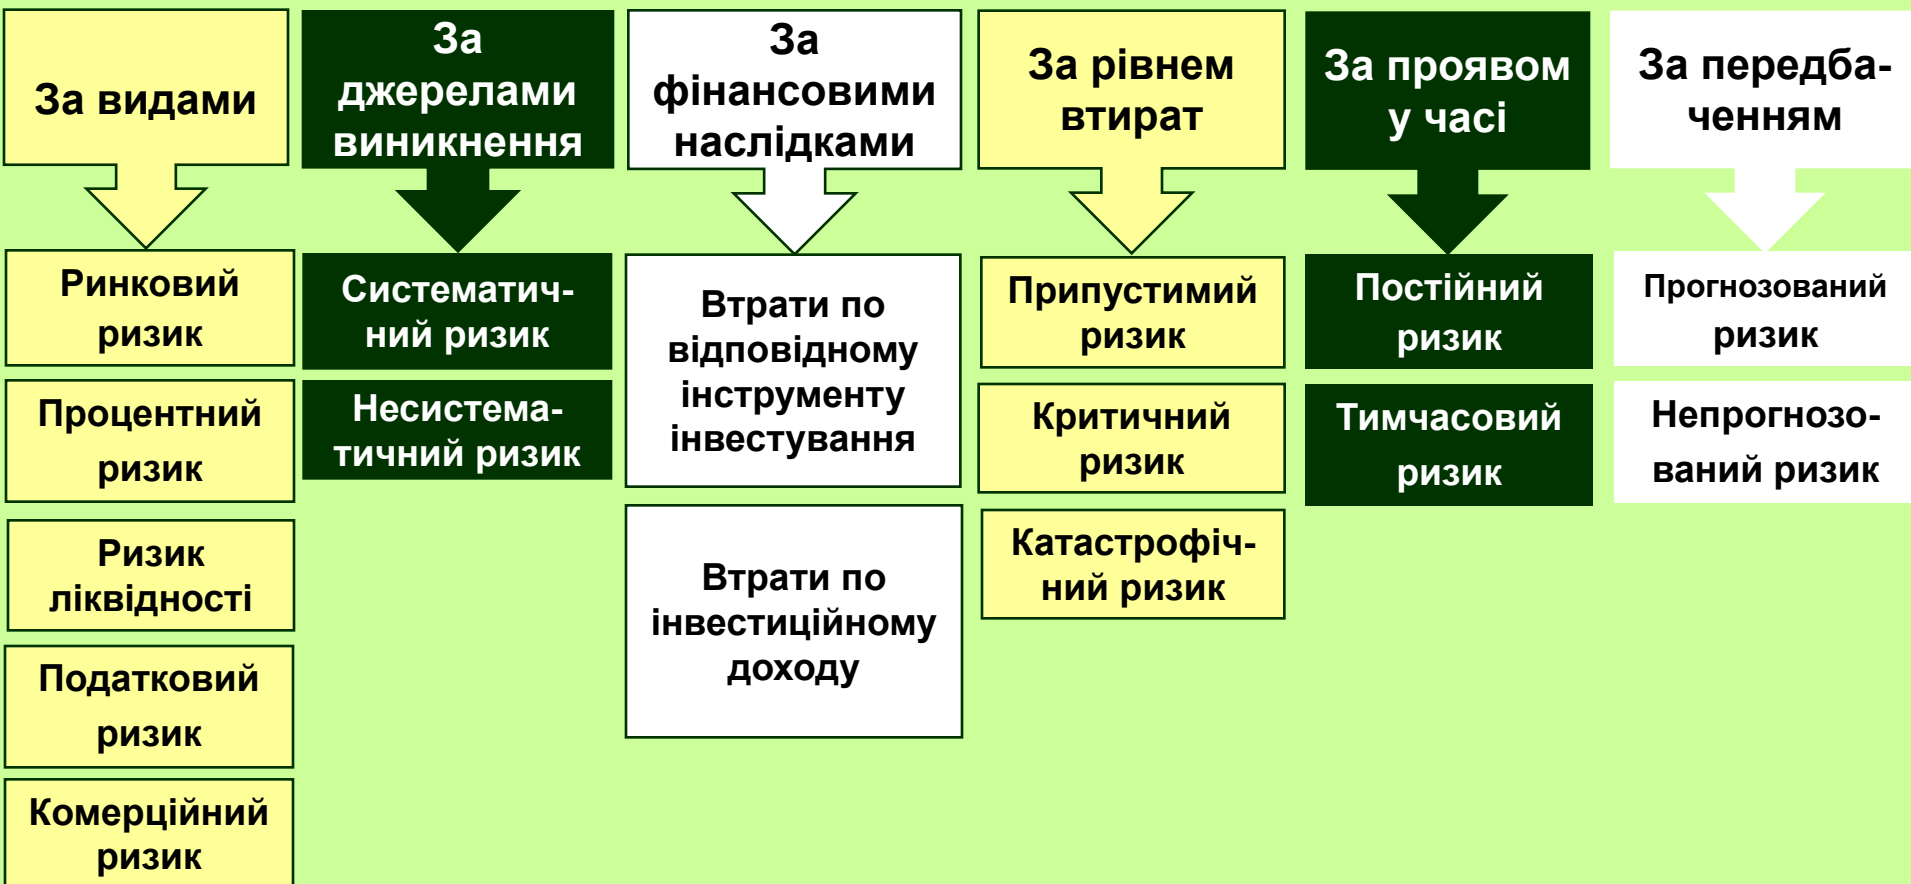 За видами
За
джерелами
виникнення
За
фінансовими
наслідками
За рівнем
втират
За проявом
у часі
За передба-
ченням
Ринковий
ризик
Процентний
ризик
Ризик
ліквідності
Податковий
ризик
Комерційний
ризик
Системaтич-
ний ризик
Несистема-
тичний ризик
Втрати по
відповідному
інструменту
інвестування
Втрати по
інвестиційному
доходу
Припустимий
ризик
Критичний
ризик
Катастрофіч-
ний ризик
Постійний
ризик
Тимчасовий
ризик
Прогнозований
ризик
Непрогнозо-
ваний ризик